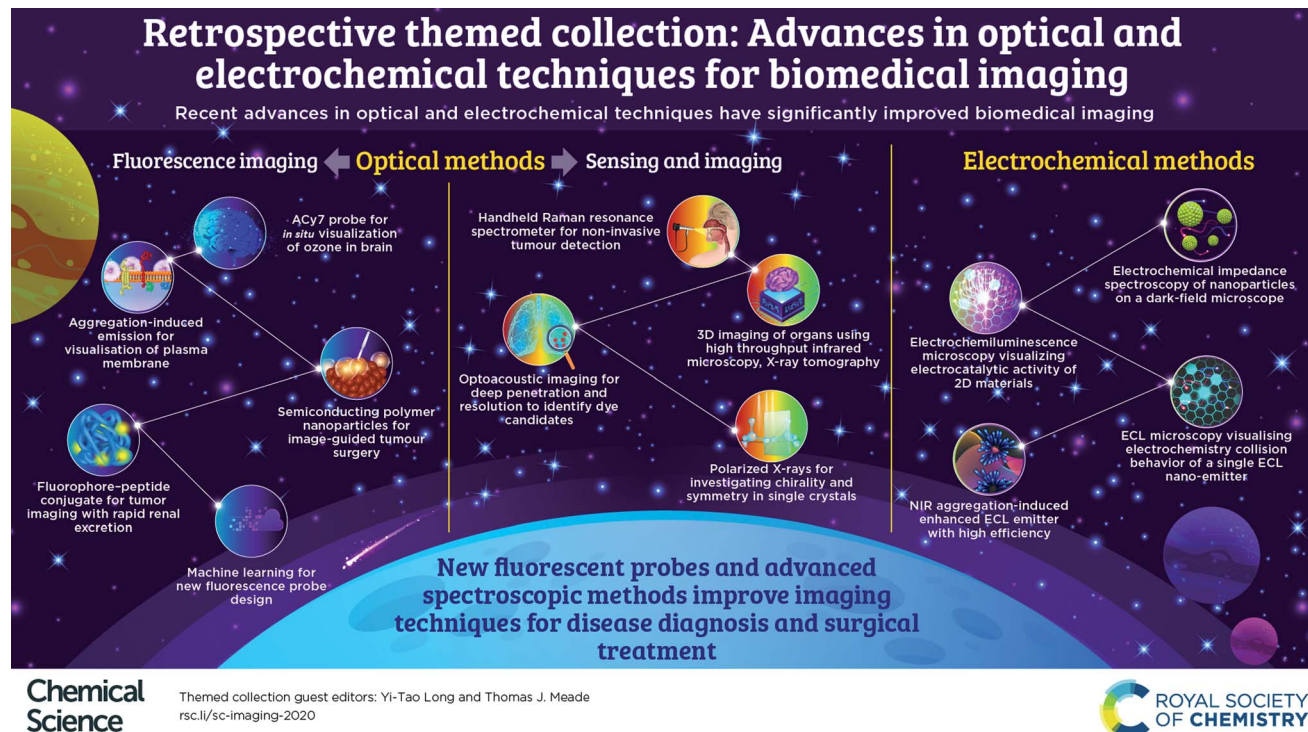 Retrospective themed collection: Advances in optical and
electrochemical techniques for biomedical imaging
Recent advances in optical and electrochemical techniques have significantly improved biomedical imaging
Fluorescence imaging
Optical methods
Sensing and imaging
Electrochemical methods
ACy7 probe for
in situ visualization
of ozone in brain
Aggregation-induced
emission for
visualisation of plasma
membrane
Semiconducting polymer
nanoparticles for
image-guided tumour
surgery
Fluorophore–peptide
conjugate for tumor
imaging with rapid renal
excretion
Machine learning for
new fluorescence probe
design
Handheld Raman resonance
spectrometer for non-invasive
tumour detection
3D imaging of organs using
high throughput infrared
microscopy, X-ray tomography
Optoacoustic imaging for
deep penetration and
resolution to identify dye
candidates
Polarized X-rays for
investigating chirality and
symmetry in single crystals
Electrochemical impedance
spectroscopy of nanoparticles
on a dark-field microscope
Electrochemiluminescence
microscopy visualizing
electrocatalytic activity of
2D materials
ECL microscopy visualising
electrochemistry collision
behavior of a single ECL
nano-emitter
NIR aggregation-induced
enhanced ECL emitter
with high efficiency
New fluorescent probes and advanced
spectroscopic methods improve imaging
techniques for disease diagnosis and surgical
treatment
Chemical
Science
Themed collection guest editors: Yi-Tao Long and Thomas J. Meade
rsc.li/sc-imaging-2020
ROYAL SOCIETY
OF CHEMISTRY